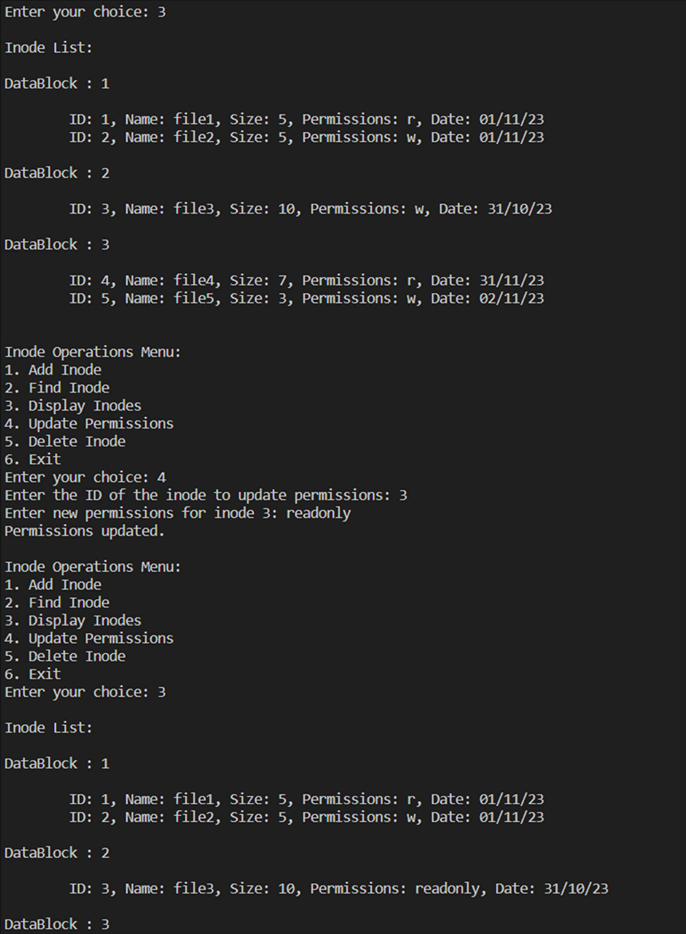 Enter your choice: 3
Inode List:
DataBlock : 1
ID: 1, Name: file1, Size: 5, Permissions: r, Date: 01/11/23
ID: 2, Name: file2, Size: 5, Permissions: w, Date: 01/11/23
DataBlock : 2
ID: 3, Name: file3, Size: 10, Permissions: w, Date: 31/10/23
DataBlock : 3
ID: 4, Name: file4, Size: 7, Permissions: r, Date: 31/11/23
ID: 5, Name: file5, Size: 3, Permissions: w, Date: 02/11/23
Inode Operations Menu:
1. Add Inode
2. Find Inode
3. Display Inodes
4. Update Permissions
5. Delete Inode
6. Exit
Enter your choice: 4
Enter the ID of the inode to update permissions: 3
Enter new permissions for inode 3: readonly
Permissions updated.
Inode Operations Menu:
1. Add Inode
2. Find Inode
3. Display Inodes
4. Update Permissions
5. Delete Inode
6. Exit
Enter your choice: 3
Inode List:
DataBlock : 1
ID: 1, Name: file1, Size: 5, Permissions: r, Date: 01/11/23
ID: 2, Name: file2, Size: 5, Permissions: w, Date: 01/11/23
DataBlock : 2
ID: 3, Name: file3, Size: 10, Permissions: readonly, Date: 31/10/23
DataBlock : 3